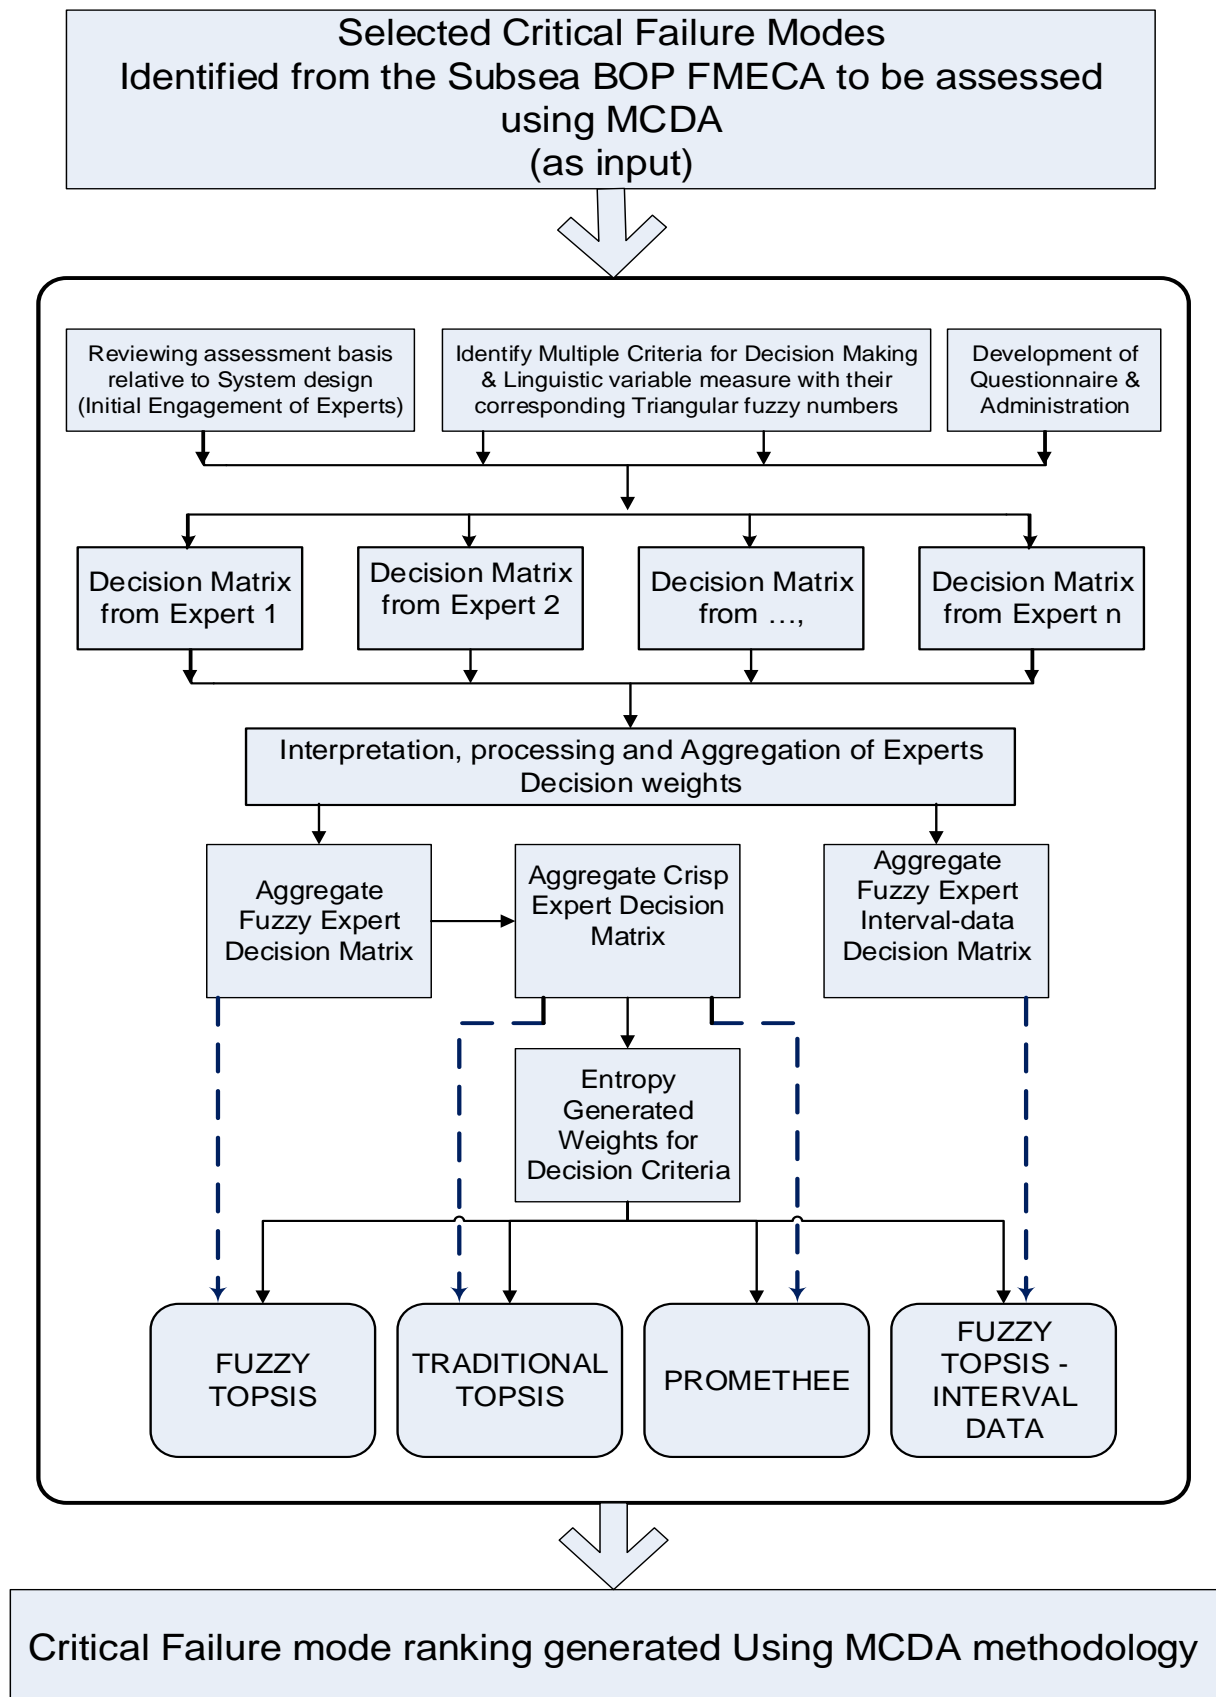 Selected Critical Failure Modes
Identified from the Subsea BOP FMECA to be assessed
using MCDA
(as input)
Reviewing assessment basis
relative to System design
(Initial Engagement of Experts)
Identify Multiple Criteria for Decision Making
& Linguistic variable measure with their
corresponding Triangular fuzzy numbers
Development of
Questionnaire &
Administration
Decision Matrix
from Expert 1
Decision Matrix
from Expert 2
Decision Matrix
from …,
Decision Matrix
from Expert n
Interpretation, processing and Aggregation of Experts
Decision weights
Aggregate
Fuzzy Expert
Decision Matrix
Aggregate Crisp
Expert Decision
Matrix
Aggregate
Fuzzy Expert
Interval-data
Decision Matrix
Entropy
Generated
Weights for
Decision Criteria
FUZZY
TOPSIS
TRADITIONAL
TOPSIS
PROMETHEE
FUZZY
TOPSIS -
INTERVAL
DATA
Critical Failure mode ranking generated Using MCDA methodology